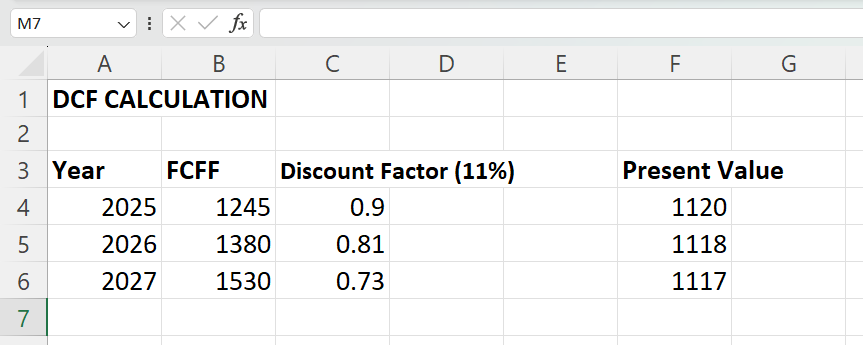 M7 fx
A B C D E F G
1 DCF CALCULATION
2
3 Year FCFF Discount Factor (11%) Present Value
4 2025 1245 0.9 1120
5 2026 1380 0.81 1118
6 2027 1530 0.73 1117
7